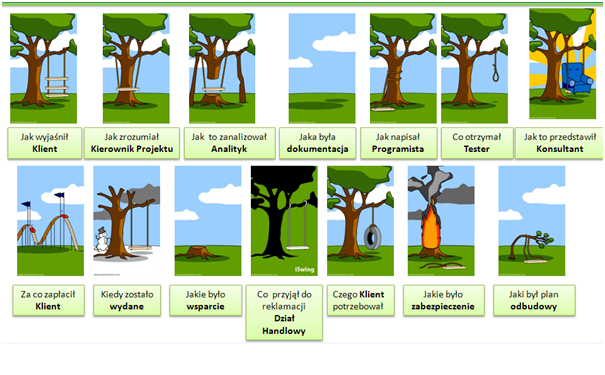 Jak wyjaśnił
Klient
Jak zrozumiał
Kierownik Projektu
Jak to zanalizował
Analityk
Jaka była
dokumentacja
Jak napisał
Programista
Co otrzymał
Tester
Jak to przedstawił
Konsultant
iSwing
Za co zapłacił
Klient
Kiedy zostało
wydane
Jakie było
wsparcie
Co przyjął do
reklamacji
Dział
Handlowy
Czego Klient
potrzebował
Jakie było
zabezpieczenie
Jaki był plan
odbudowy